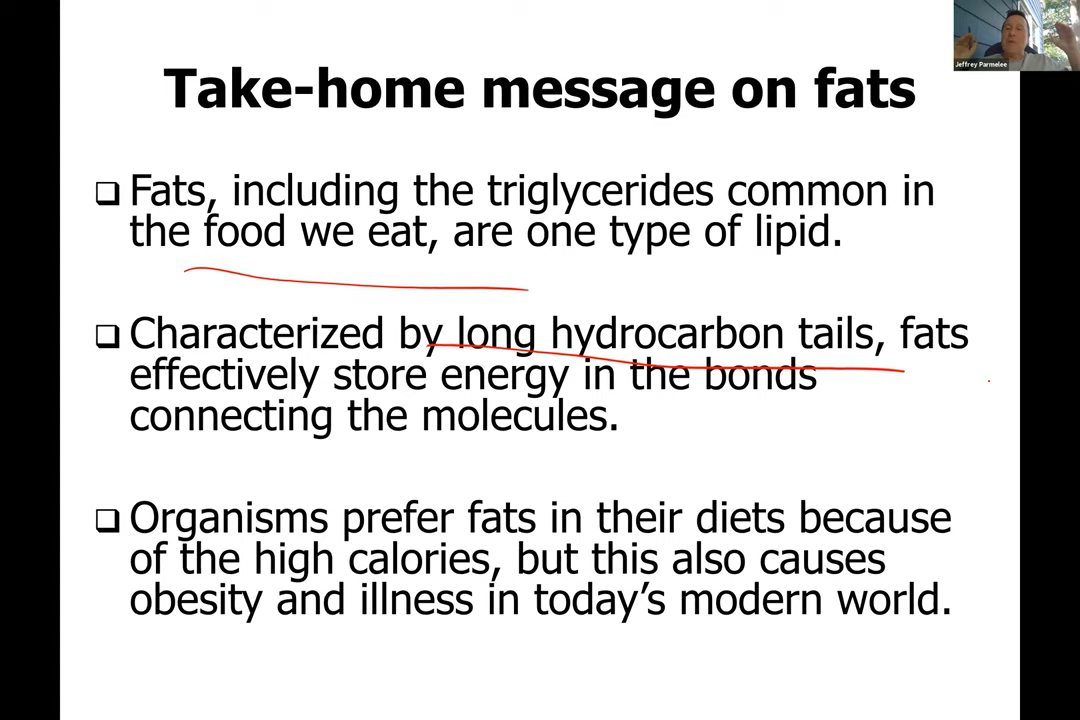 Jeffrey Parmelee
Take-home message on fats
❑ Fats, including the triglycerides common in
the food we eat, are one type of lipid.
❑ Characterized by long hydrocarbon tails, fats
effectively store energy in the bonds
connecting the molecules.
❑ Organisms prefer fats in their diets because
of the high calories, but this also causes
obesity and illness in today’s modern world.